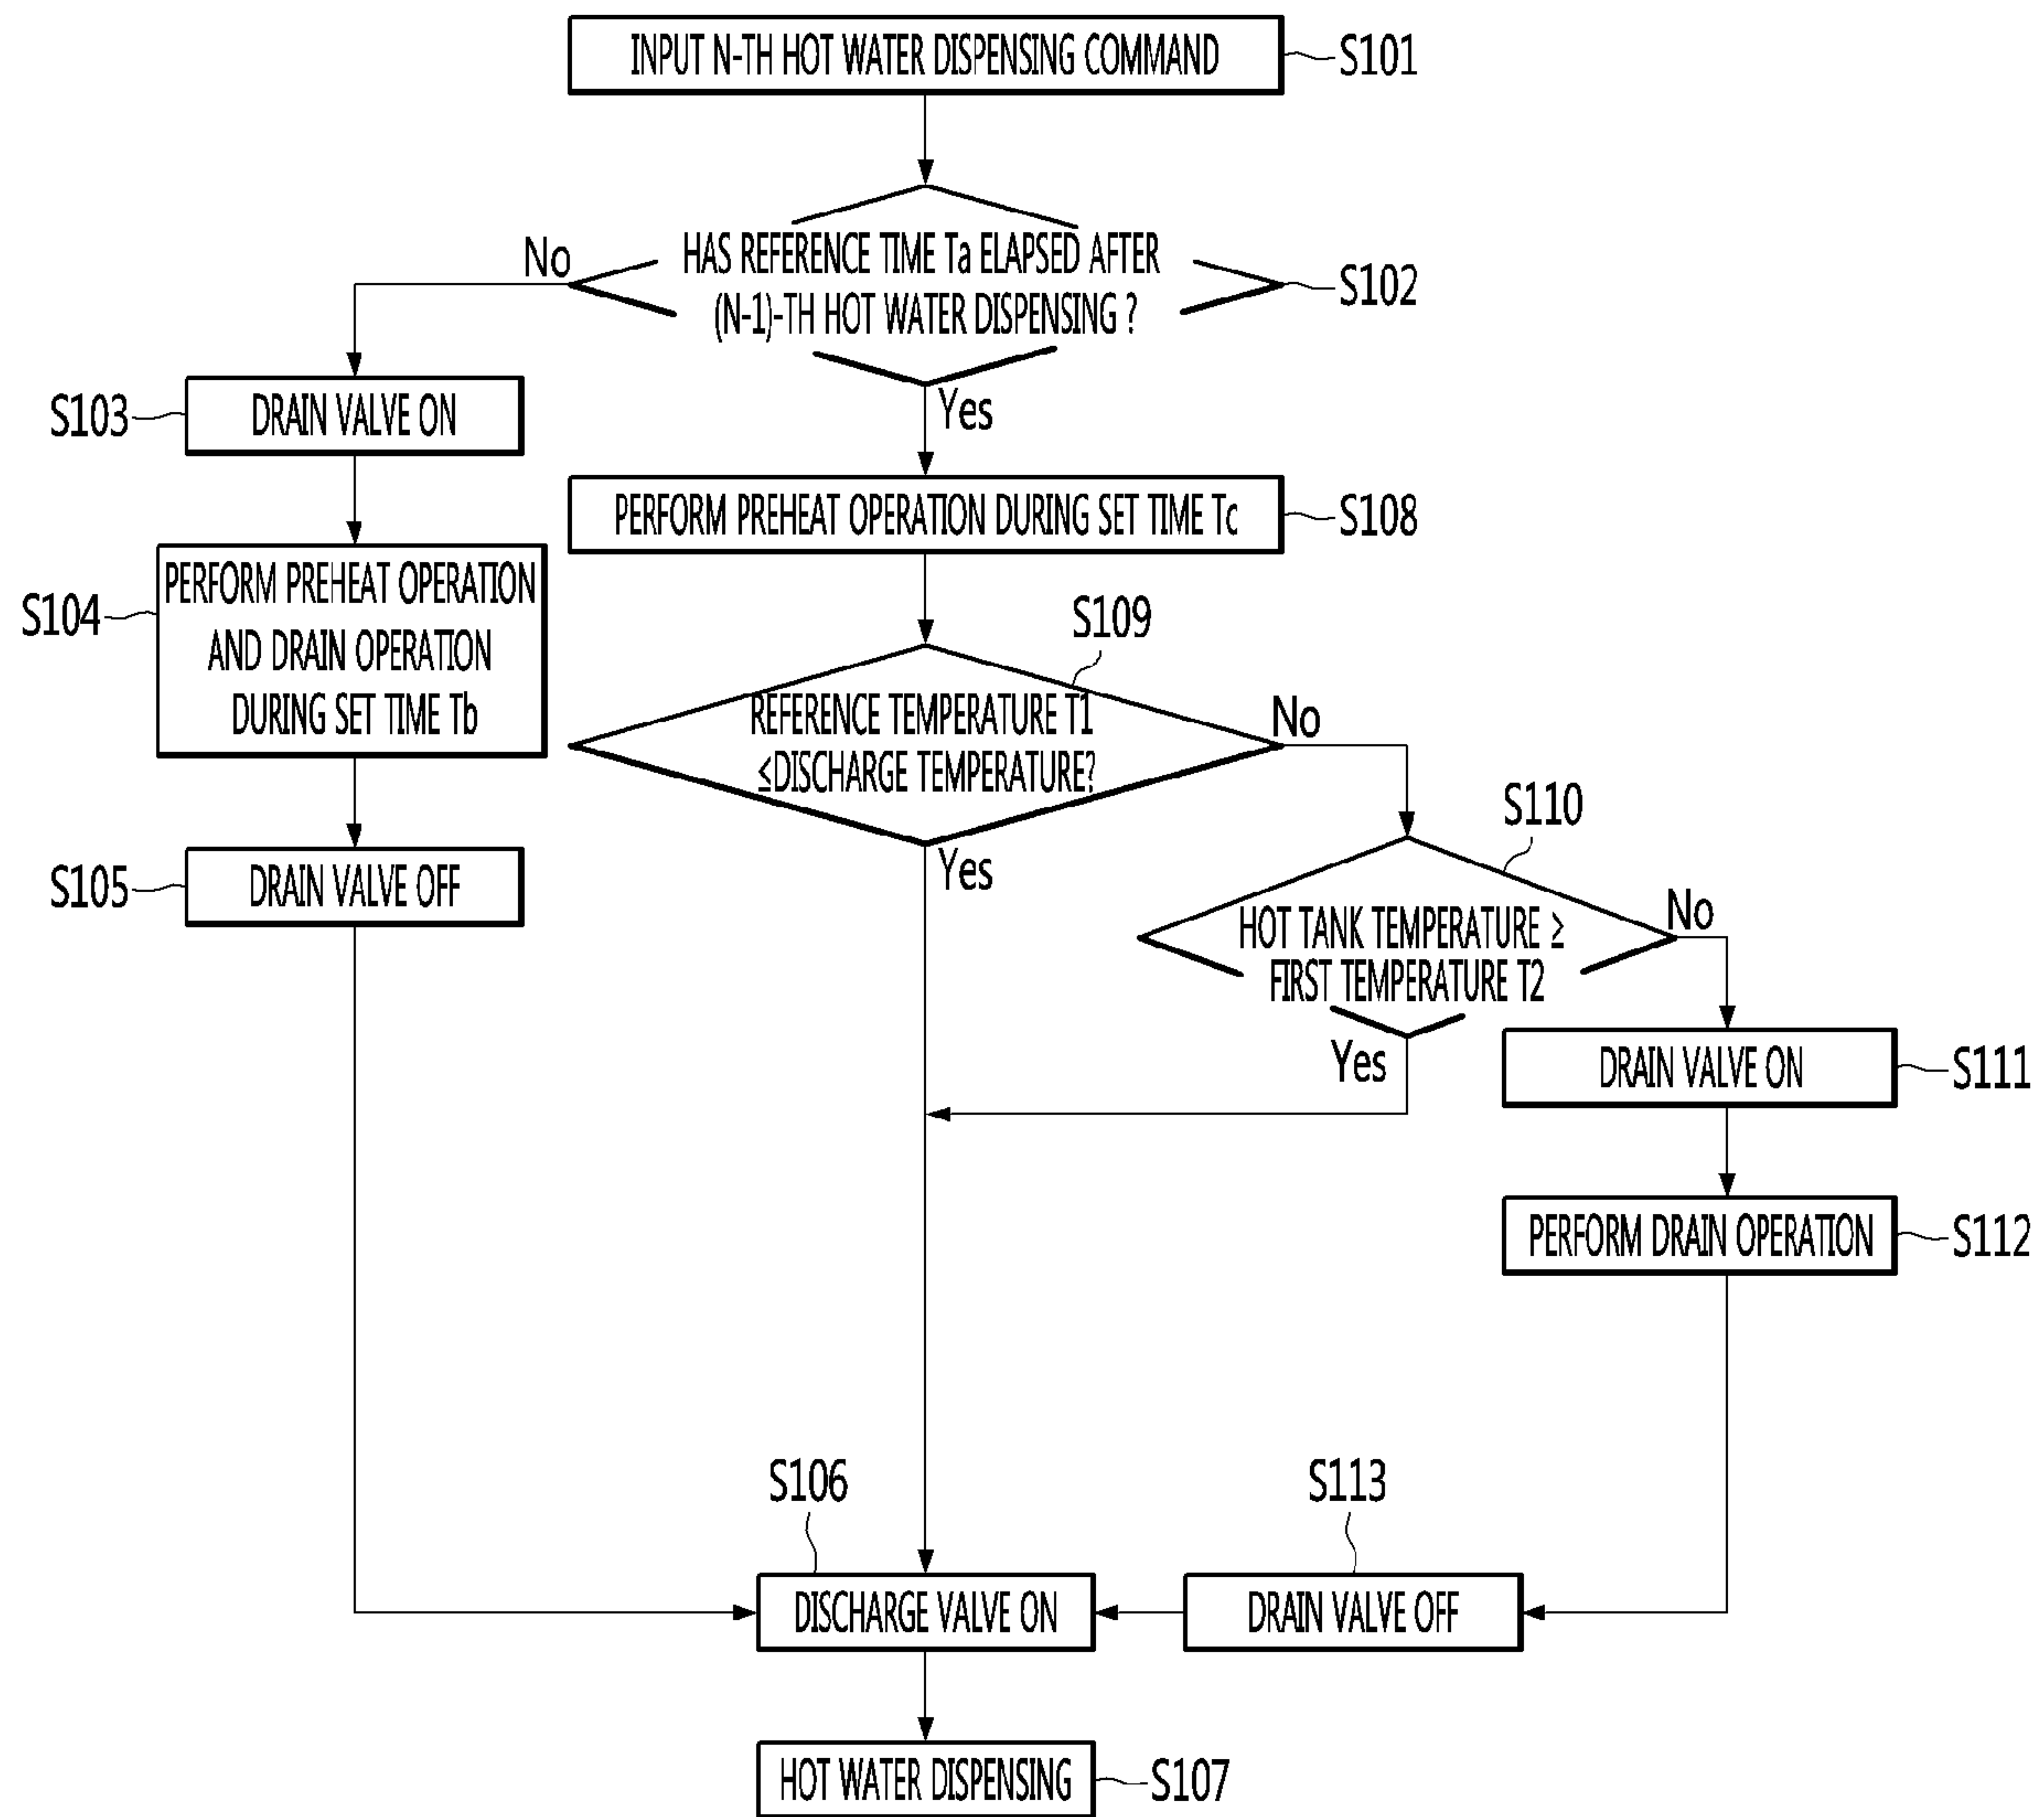 INPUT N-TH HOT WATER DISPENSING COMMAND
S101
No
HAS REFERENCE TIME Ta ELAPSED AFTER
(N-1)-TH HOT WATER DISPENSING ?
S102
Yes
S103
DRAIN VALVE ON
PERFORM PREHEAT OPERATION DURING SET TIME Tc
S108
S104
PERFORM PREHEAT OPERATION
AND DRAIN OPERATION
DURING SET TIME Tb
S109
REFERENCE TEMPERATURE T1
≤DISCHARGE TEMPERATURE?
No
Yes
S105
DRAIN VALVE OFF
S110
HOT TANK TEMPERATURE ≥
FIRST TEMPERATURE T2
No
Yes
DRAIN VALVE ON
S111
PERFORM DRAIN OPERATION
S112
S106
S113
DISCHARGE VALVE ON
DRAIN VALVE OFF
HOT WATER DISPENSING
S107